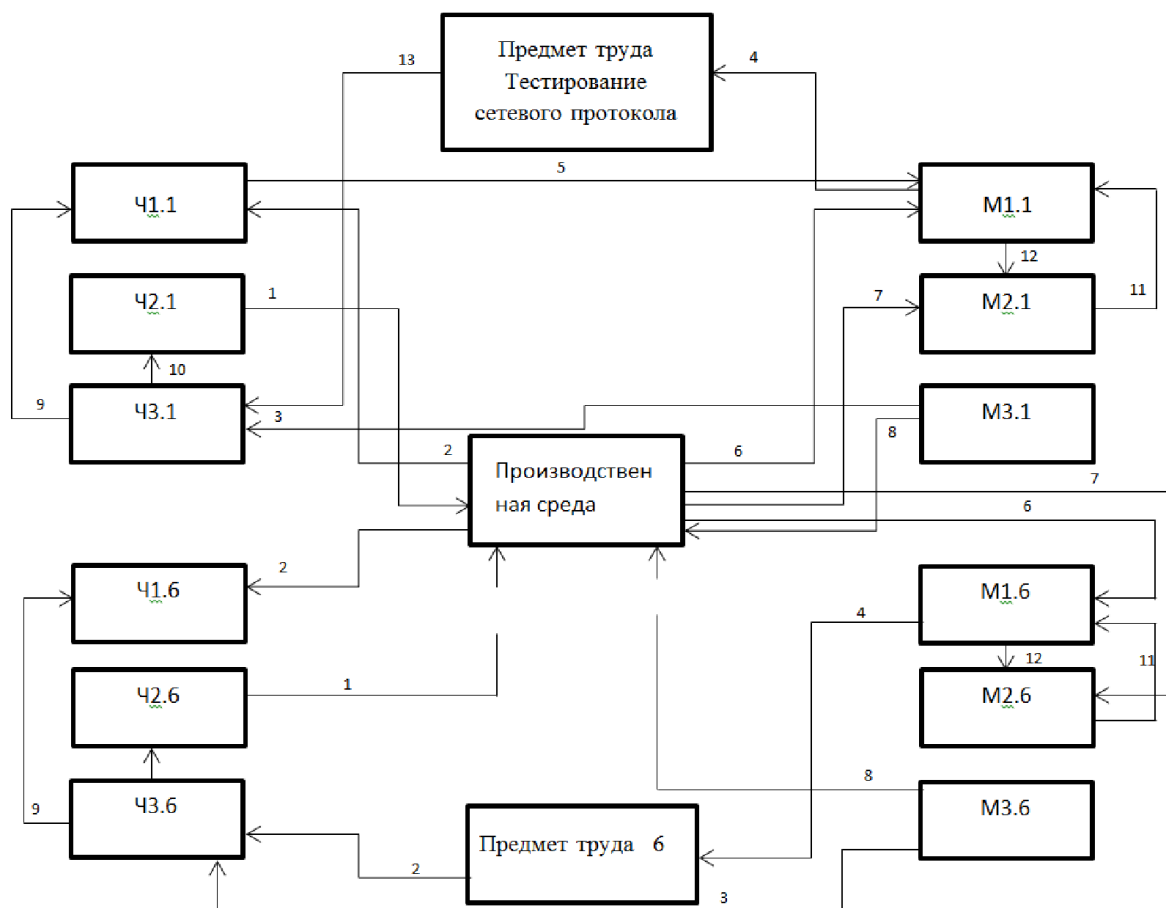 Предмет труда
Тестирование
сетевого протокола
13
4
5
Ч1.1
М1.1
12
Ч2.1
1
7
М2.1
11
10
9
Ч3.1
3
М3.1
8
2
6
Производствен
ная среда
7
6
2
Ч1.6
М1.6
4
12
11
Ч2.6
1
М2.6
8
9
Ч3.6
М3.6
Предмет труда 6
2
3